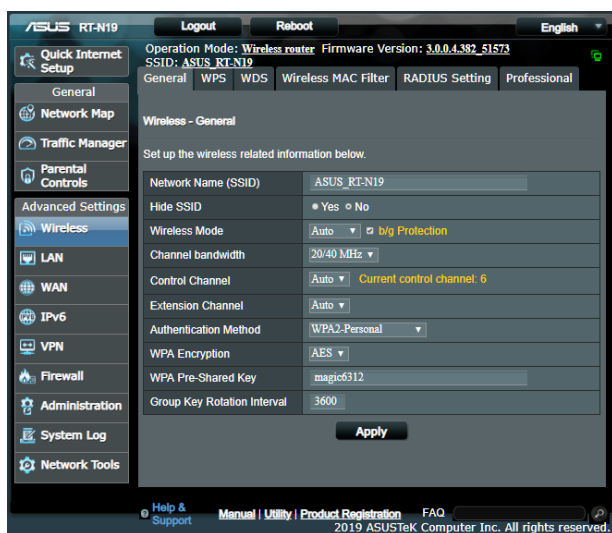 ASUS RT-N19 Logout Reboot English
Quick Internet Setup
Operation Mode: Wireless router Firmware Version: 3.0.0.4.382_51573
SSID: ASUS_RT-N19
General WPS WDS Wireless MAC Filter RADIUS Setting Professional
General
Network Map
Traffic Manager
Parental Controls
Advanced Settings
Wireless
LAN
WAN
IPv6
VPN
Firewall
Administration
System Log
Network Tools
Wireless - General
Set up the wireless related information below.
Network Name (SSID) ASUS_RT-N19
Hide SSID Yes No
Wireless Mode Auto b/g Protection
Channel bandwidth 20/40 MHz
Control Channel Auto Current control channel: 6
Extension Channel Auto
Authentication Method WPA2-Personal
WPA Encryption AES
WPA Pre-Shared Key magic6312
Group Key Rotation Interval 3600
Apply
Help & Support Manual | Utility | Product Registration FAQ
2019 ASUSTeK Computer Inc. All rights reserved.